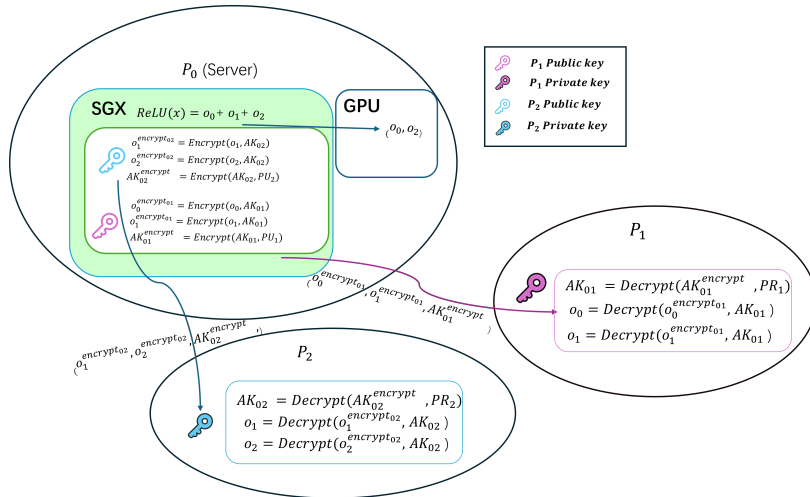 P₀ (Server)
SGX
ReLU(x) = o₀ + o₁ + o₂
GPU
(o₀, o₂)
o₁^{encrypt₀₂} = Encrypt(o₁, AK₀₂)
o₂^{encrypt₀₂} = Encrypt(o₂, AK₀₂)
AK₀₂^{encrypt} = Encrypt(AK₀₂, PU₂)
o₀^{encrypt₀₁} = Encrypt(o₀, AK₀₁)
o₁^{encrypt₀₁} = Encrypt(o₁, AK₀₁)
AK₀₁^{encrypt} = Encrypt(AK₀₁, PU₁)
P₁ Public key
P₁ Private key
P₂ Public key
P₂ Private key
(o₀^{encrypt₀₁}, o₁^{encrypt₀₁}, AK₀₁^{encrypt})
P₁
AK₀₁ = Decrypt(AK₀₁^{encrypt}, PR₁)
o₀ = Decrypt(o₀^{encrypt₀₁}, AK₀₁)
o₁ = Decrypt(o₁^{encrypt₀₁}, AK₀₁)
(o₁^{encrypt₀₂}, o₂^{encrypt₀₂}, AK₀₂^{encrypt},)
P₂
AK₀₂ = Decrypt(AK₀₂^{encrypt}, PR₂)
o₁ = Decrypt(o₁^{encrypt₀₂}, AK₀₂)
o₂ = Decrypt(o₂^{encrypt₀₂}, AK₀₂)